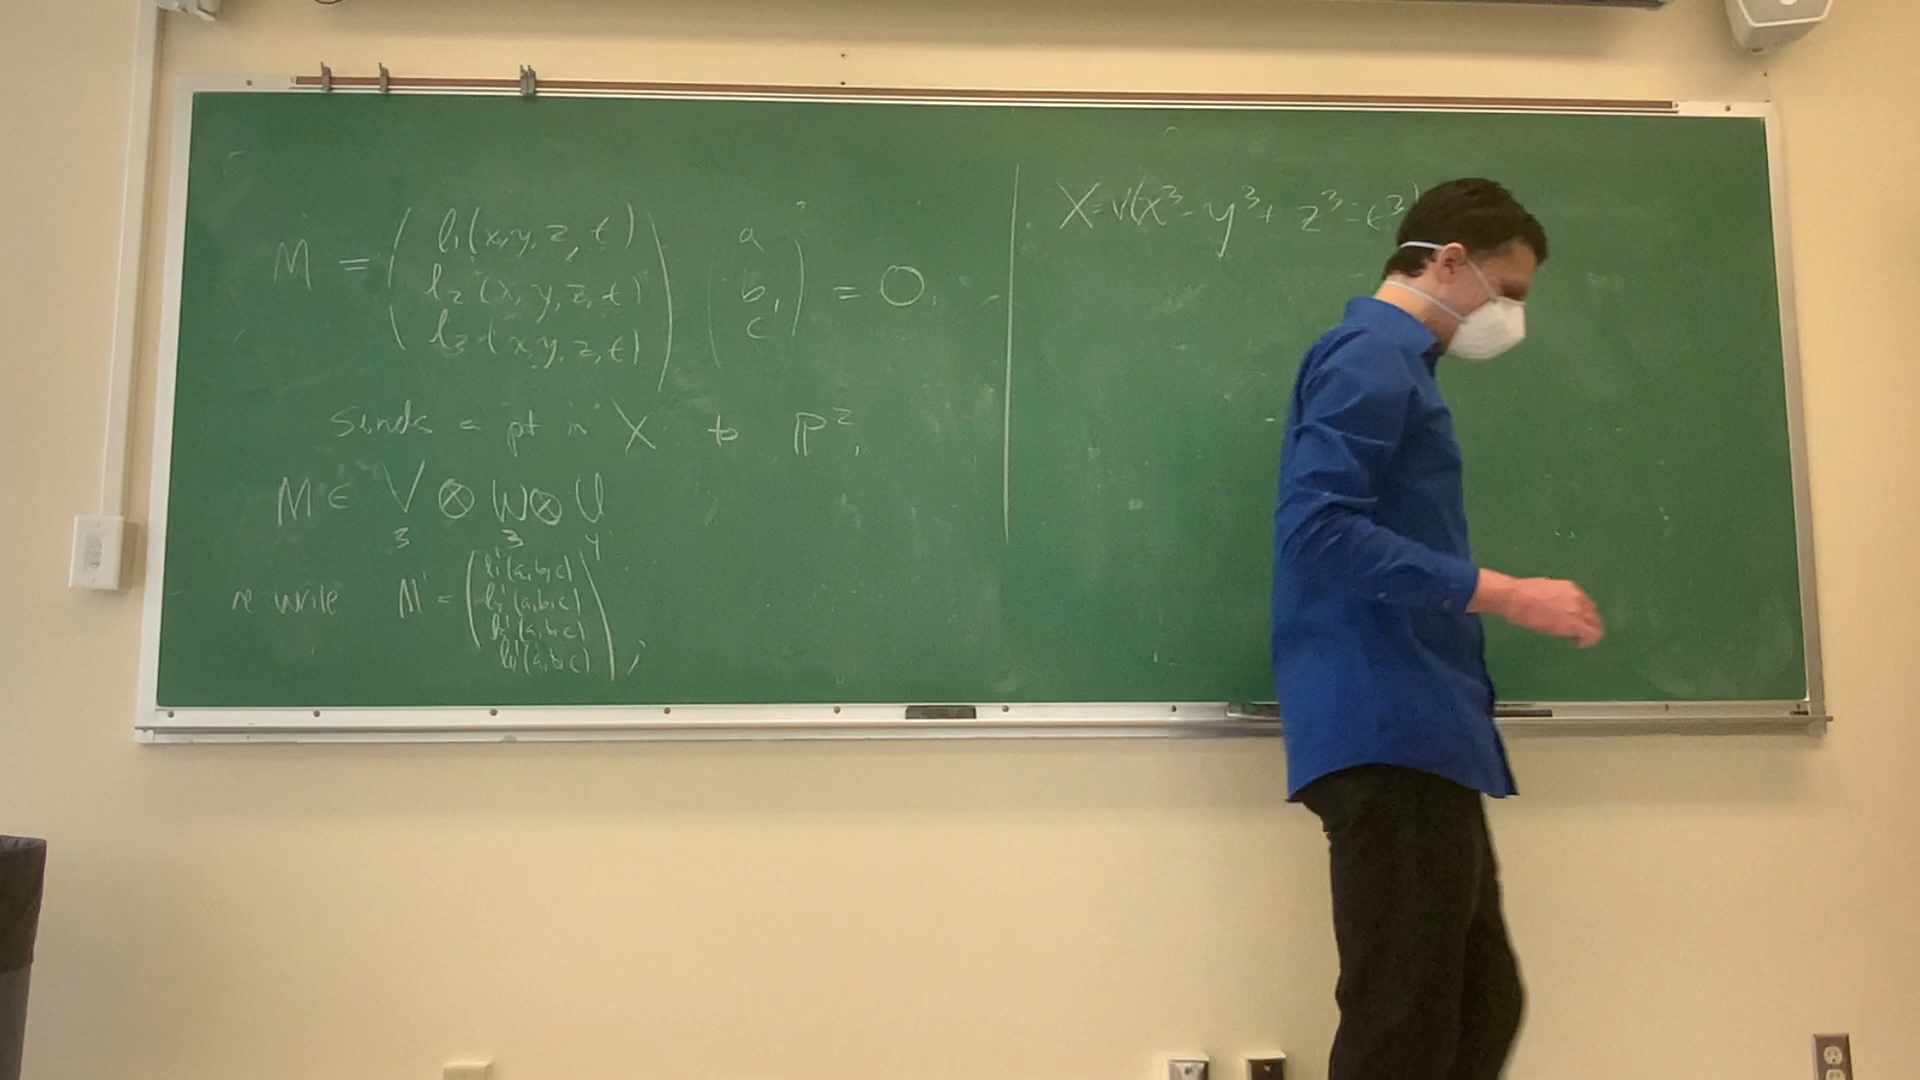 M = ( l₁(x,y,z,t) l₂(x,y,z,t) l₃(x,y,z,t) ) ( a b c ) = 0.
sends a pt in X to ℙ²,
M ∈ V ⊗ W ⊗ U
3 3 4
re write M' = ( l₁'(a,b,c) l₂'(a,b,c) l₃'(a,b,c) l₄'(a,b,c) ) ,
X = V(x³ - y³ + z³ - t³)